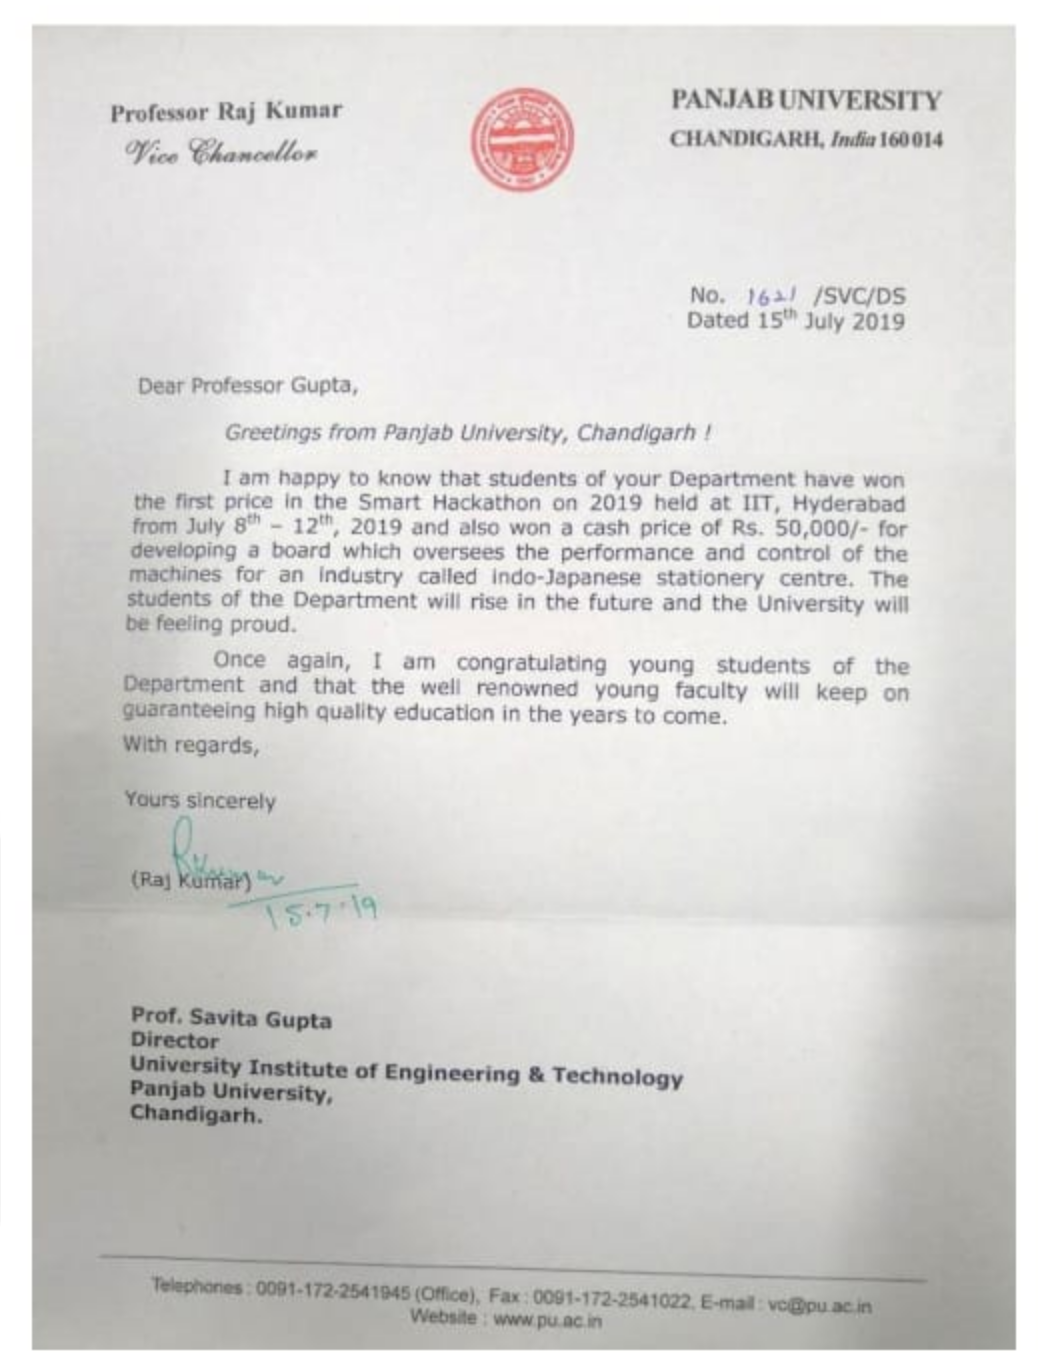 Professor Raj Kumar
Vice Chancellor
PANJAB UNIVERSITY
CHANDIGARH, India 160 014
No. 1621 /SVC/DS
Dated 15th July 2019
Dear Professor Gupta,
Greetings from Panjab University, Chandigarh !
I am happy to know that students of your Department have won
the first price in the Smart Hackathon on 2019 held at IIT, Hyderabad
from July 8th – 12th, 2019 and also won a cash price of Rs. 50,000/- for
developing a board which oversees the performance and control of the
machines for an industry called Indo-Japanese stationery centre. The
students of the Department will rise in the future and the University will
be feeling proud.
Once again, I am congratulating young students of the
Department and that the well renowned young faculty will keep on
guaranteeing high quality education in the years to come.
With regards,
Yours sincerely
(Raj Kumar)
15.7.19
Prof. Savita Gupta
Director
University Institute of Engineering & Technology
Panjab University,
Chandigarh.
Telephones : 0091-172-2541945 (Office), Fax : 0091-172-2541022, E-mail : vc@pu.ac.in
Website : www.pu.ac.in